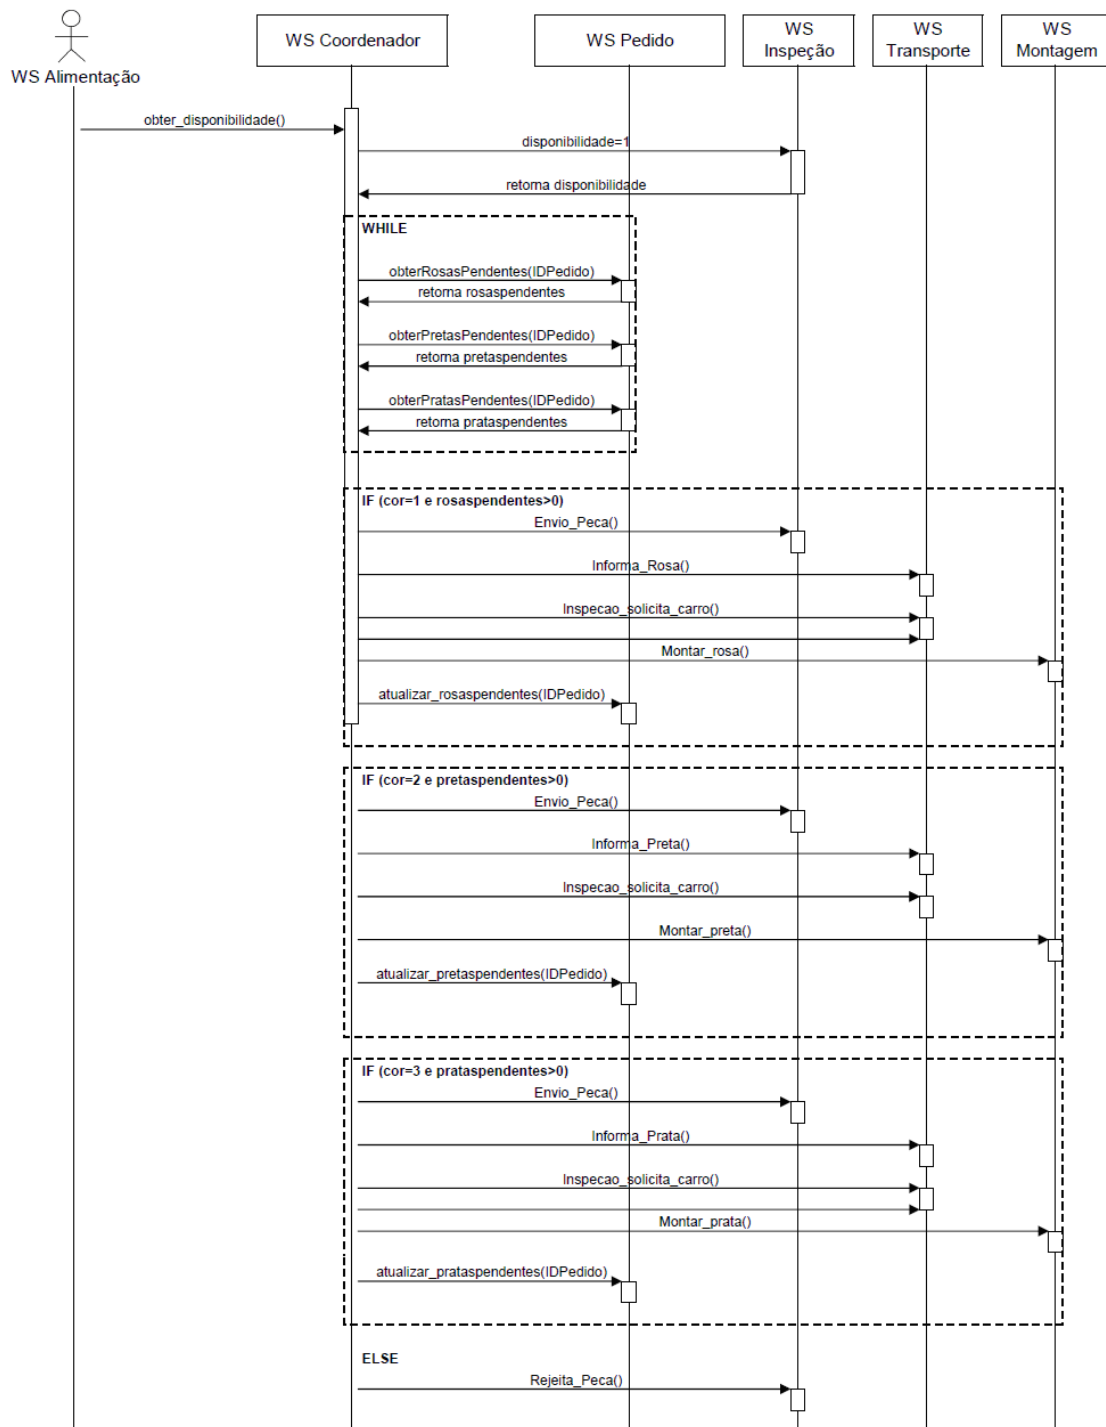 WS Alimentação
WS Coordenador
WS Pedido
WS
Inspeção
WS
Transporte
WS
Montagem
obter_disponibilidade()
disponibilidade=1
retorna disponibilidade
WHILE
obterRosasPendentes(IDPedido)
retorna rosaspendentes
obterPretasPendentes(IDPedido)
retorna pretaspendentes
obterPratasPendentes(IDPedido)
retorna prataspendentes
IF (cor=1 e rosaspendentes>0)
Envio_Peca()
Informa_Rosa()
Inspecao_solicita_carro()
Montar_rosa()
atualizar_rosaspendentes(IDPedido)
IF (cor=2 e pretaspendentes>0)
Envio_Peca()
Informa_Preta()
Inspecao_solicita_carro()
Montar_preta()
atualizar_pretaspendentes(IDPedido)
IF (cor=3 e prataspendentes>0)
Envio_Peca()
Informa_Prata()
Inspecao_solicita_carro()
Montar_prata()
atualizar_prataspendentes(IDPedido)
ELSE
Rejeita_Peca()